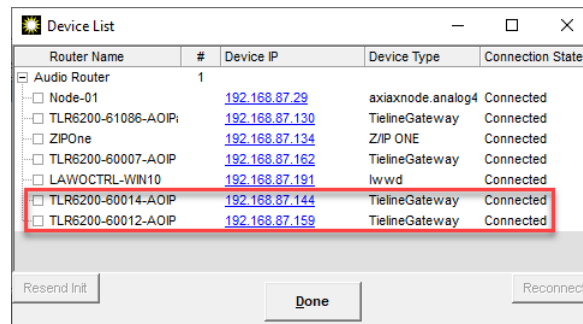 Device List
Router Name # Device IP Device Type Connection State
Audio Router 1
Node-01 192.168.87.29 axiaxnode.analog4 Connected
TLR6200-61086-AOIP 192.168.87.130 TielineGateway Connected
ZIPOne 192.168.87.134 Z/IP ONE Connected
TLR6200-60007-AOIP 192.168.87.162 TielineGateway Connected
LAWOCTRL-WIN10 192.168.87.191 lwwd Connected
TLR6200-60014-AOIP 192.168.87.144 TielineGateway Connected
TLR6200-60012-AOIP 192.168.87.159 TielineGateway Connected
Resend Init Done Reconnect